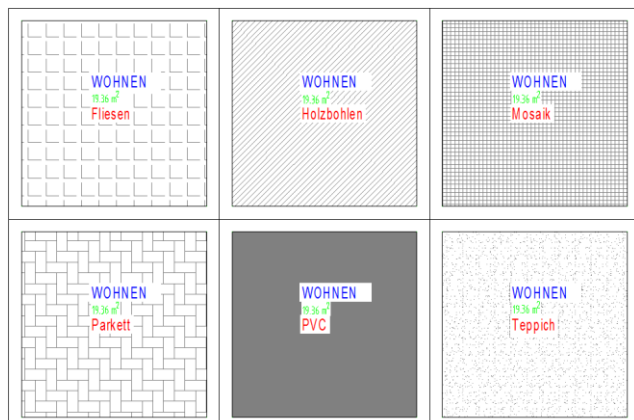 WOHNEN
19.36 m²
Fliesen
WOHNEN
19.36 m²
Holzbohlen
WOHNEN
19.36 m²
Mosaik
WOHNEN
19.36 m²
Parkett
WOHNEN
19.36 m²
PVC
WOHNEN
19.36 m²
Teppich